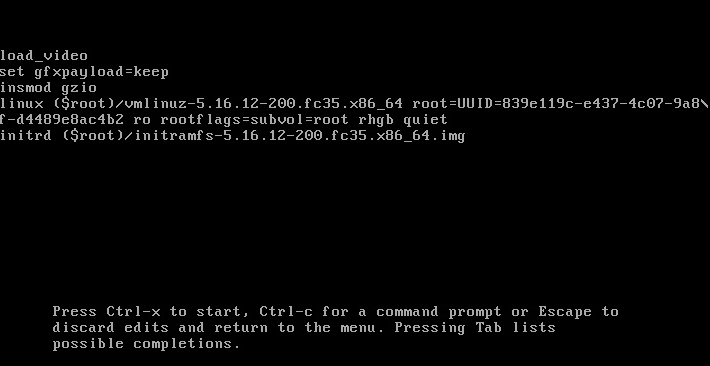 load_video
set gfxpayload=keep
insmod gzio
linux ($root)/vmlinuz-5.16.12-200.fc35.x86_64 root=UUID=839e119c-e437-4c07-9a8\
f-d4489e8ac4b2 ro rootflags=subvol=root rhgb quiet
initrd ($root)/initramfs-5.16.12-200.fc35.x86_64.img
Press Ctrl-x to start, Ctrl-c for a command prompt or Escape to
discard edits and return to the menu. Pressing Tab lists
possible completions.